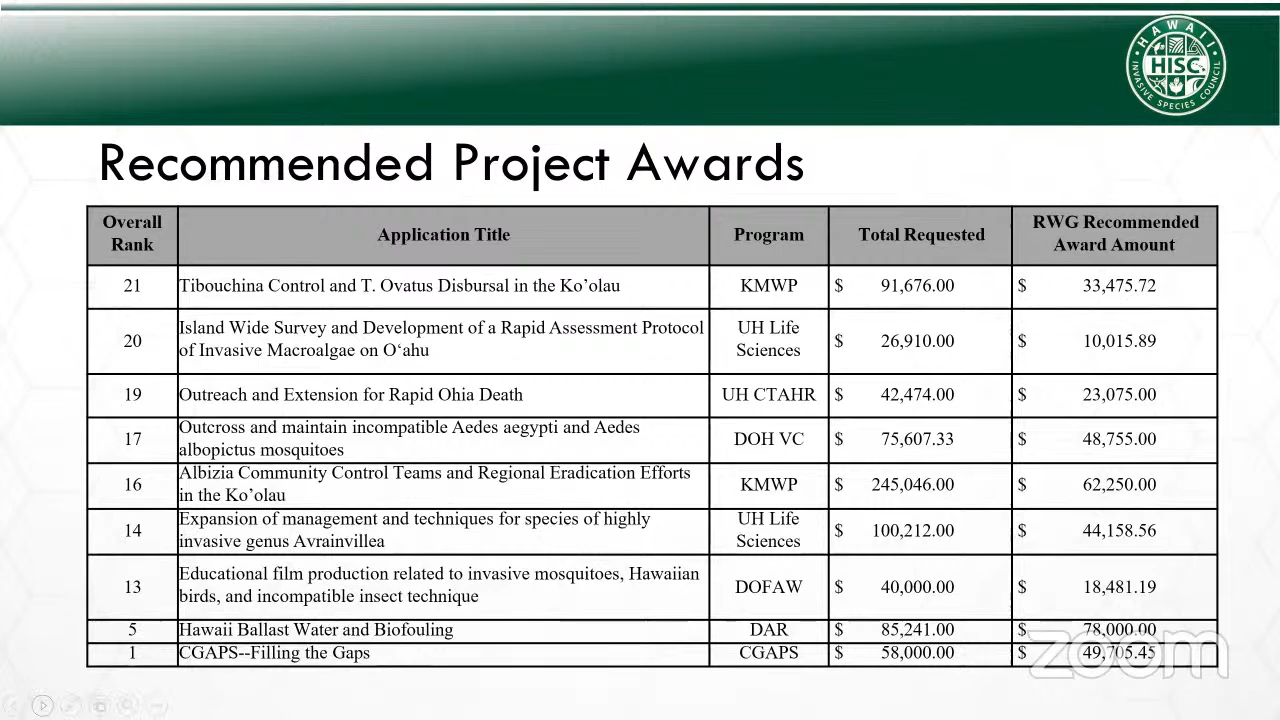 HAWAII
HISC
INVASIVE SPECIES COUNCIL
Recommended Project Awards
Overall Rank Application Title Program Total Requested RWG Recommended Award Amount
21 Tibouchina Control and T. Ovatus Disbursal in the Ko’olau KMWP $ 91,676.00 $ 33,475.72
20 Island Wide Survey and Development of a Rapid Assessment Protocol UH Life
of Invasive Macroalgae on O‘ahu Sciences $ 26,910.00 $ 10,015.89
19 Outreach and Extension for Rapid Ohia Death UH CTAHR $ 42,474.00 $ 23,075.00
17 Outcross and maintain incompatible Aedes aegypti and Aedes
albopictus mosquitoes DOH VC $ 75,607.33 $ 48,755.00
16 Albizia Community Control Teams and Regional Eradication Efforts
in the Ko’olau KMWP $ 245,046.00 $ 62,250.00
14 Expansion of management and techniques for species of highly UH Life
invasive genus Avrainvillea Sciences $ 100,212.00 $ 44,158.56
13 Educational film production related to invasive mosquitoes, Hawaiian
birds, and incompatible insect technique DOFAW $ 40,000.00 $ 18,481.19
5 Hawaii Ballast Water and Biofouling DAR $ 85,241.00 $ 78,000.00
1 CGAPS--Filling the Gaps CGAPS $ 58,000.00 $ 49,705.45
zoom